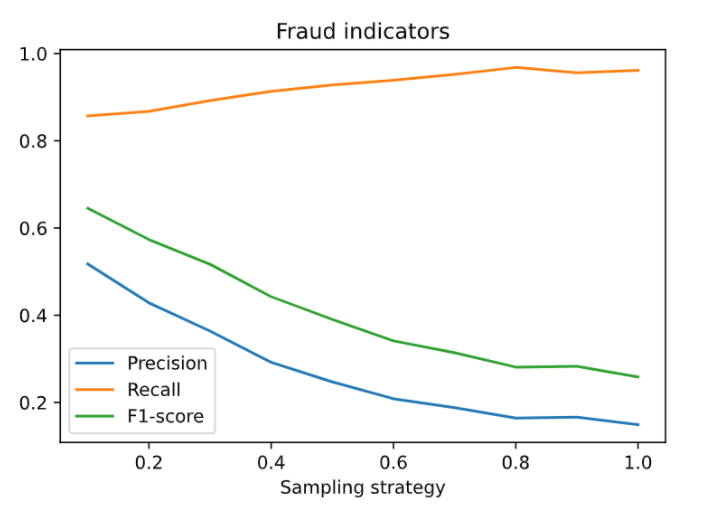 Fraud indicators
1.0
0.8
0.6
0.4
0.2
Precision
Recall
F1-score
0.2 0.4 0.6 0.8 1.0
Sampling strategy